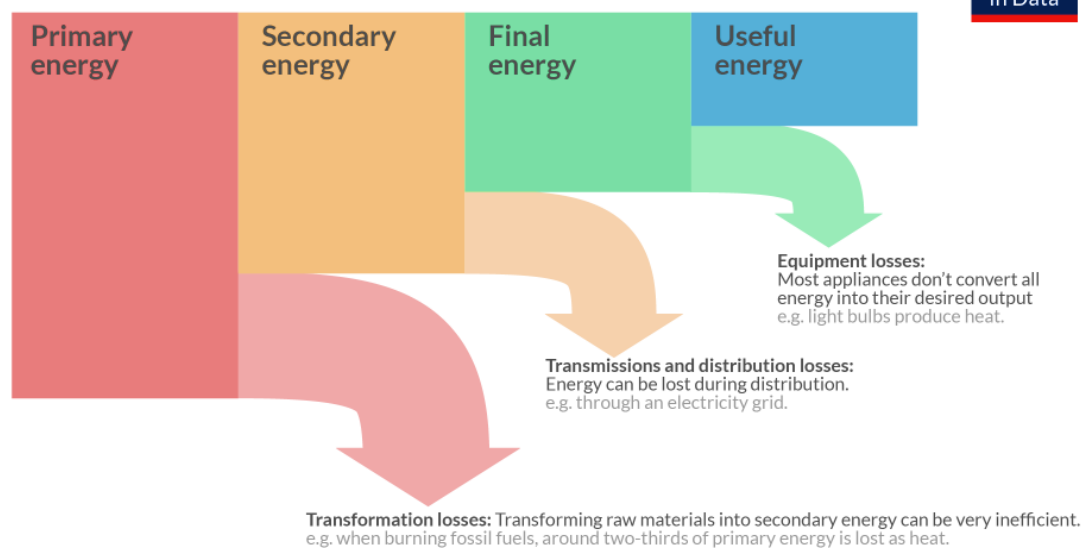 in Data
Primary
energy
Secondary
energy
Final
energy
Useful
energy
Equipment losses:
Most appliances don’t convert all
energy into their desired output
e.g. light bulbs produce heat.
Transmissions and distribution losses:
Energy can be lost during distribution.
e.g. through an electricity grid.
Transformation losses: Transforming raw materials into secondary energy can be very inefficient.
e.g. when burning fossil fuels, around two-thirds of primary energy is lost as heat.